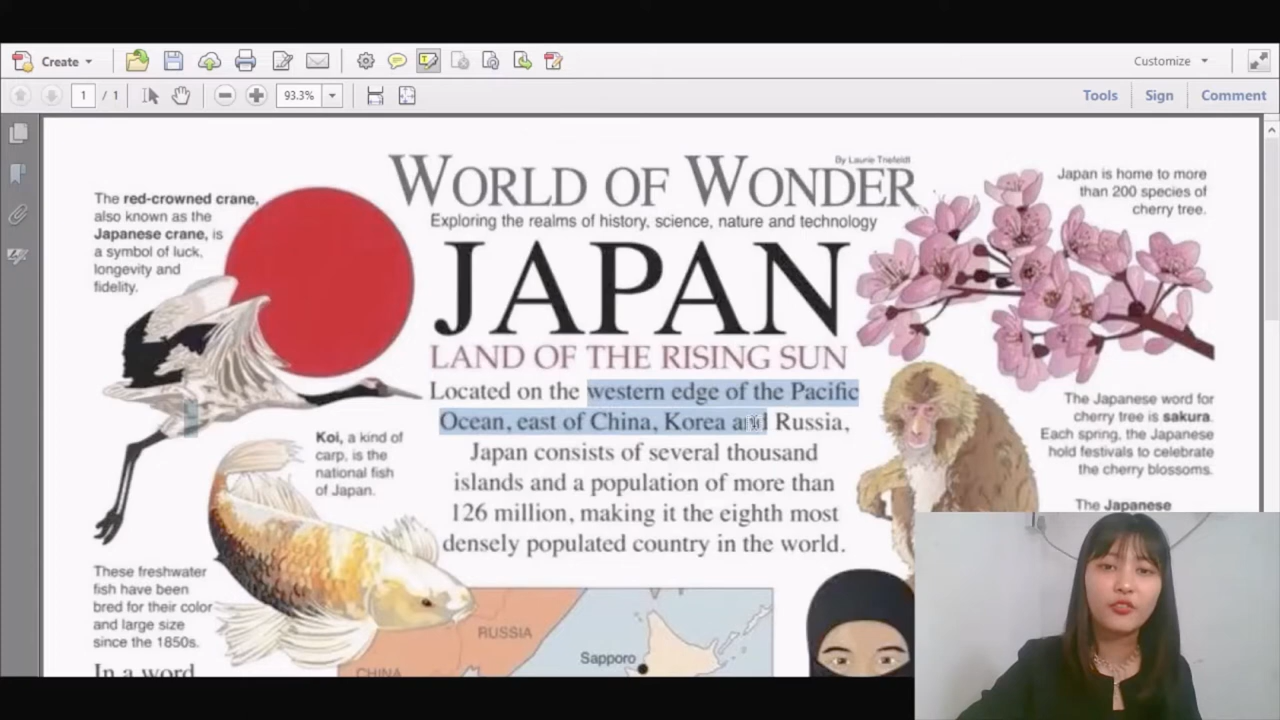 Create
Customize
1 / 1
93.3%
Tools
Sign
Comment
By Laurie Triefeldt
WORLD OF WONDER
Exploring the realms of history, science, nature and technology
JAPAN
LAND OF THE RISING SUN
Located on the western edge of the Pacific
Ocean, east of China, Korea and Russia,
Japan consists of several thousand
islands and a population of more than
126 million, making it the eighth most
densely populated country in the world.
The red-crowned crane,
also known as the
Japanese crane, is
a symbol of luck,
longevity and
fidelity.
Koi, a kind of
carp, is the
national fish
of Japan.
These freshwater
fish have been
bred for their color
and large size
since the 1850s.
In a word
Japan is home to more
than 200 species of
cherry tree.
The Japanese word for
cherry tree is sakura.
Each spring, the Japanese
hold festivals to celebrate
the cherry blossoms.
The Japanese
RUSSIA
CHINA
Sapporo